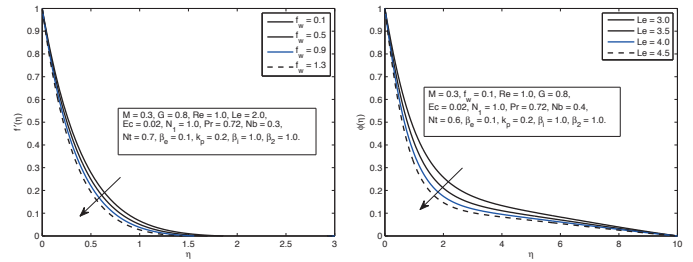 1
0.9
0.8
0.7
0.6
0.5
0.4
0.3
0.2
0.1
0
f'(η)
f_w = 0.1
f_w = 0.5
f_w = 0.9
f_w = 1.3
M = 0.3, G = 0.8, Re = 1.0, Le = 2.0,
Ec = 0.02, N_1 = 1.0, Pr = 0.72, Nb = 0.3,
Nt = 0.7, β_e = 0.1, k_p = 0.2, β_i = 1.0, β_2 = 1.0.
0 0.5 1 1.5 2 2.5 3
η
1
0.9
0.8
0.7
0.6
0.5
0.4
0.3
0.2
0.1
0
ϕ(η)
Le = 3.0
Le = 3.5
Le = 4.0
Le = 4.5
M = 0.3, f_w = 0.1, Re = 1.0, G = 0.8,
Ec = 0.02, N_1 = 1.0, Pr = 0.72, Nb = 0.4,
Nt = 0.6, β_e = 0.1, k_p = 0.2, β_i = 1.0, β_2 = 1.0.
0 2 4 6 8 10
η